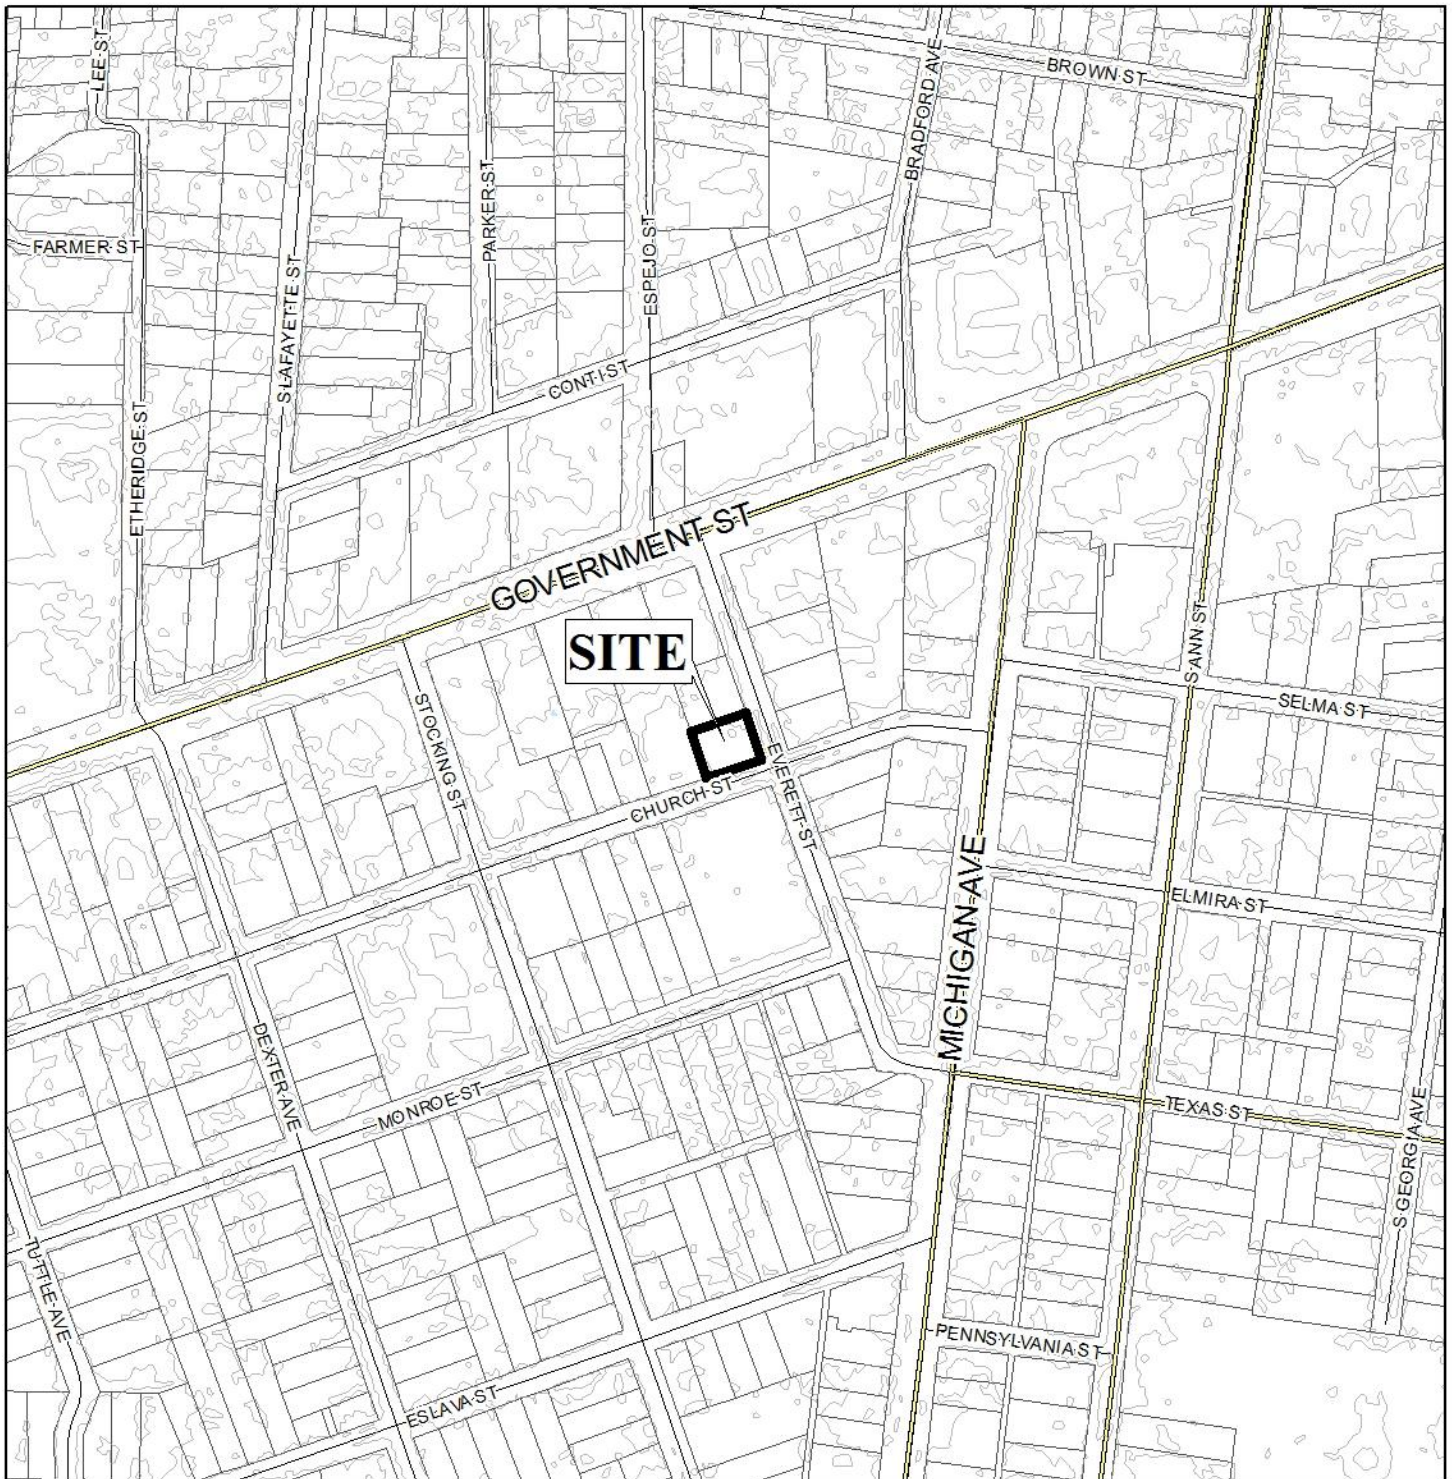 LEE ST
BROWN ST
BRADFORD AVE
PARKER ST
FARMER ST
ESPEJO ST
S LAFAYETTE ST
CONTI ST
ETHERIDGE ST
GOVERNMENT ST
SITE
S ANN ST
SELMA ST
STOCKING ST
EVERETT ST
CHURCH ST
MICHIGAN AVE
ELMIRA ST
DEXTER AVE
MONROE ST
TEXAS ST
S GEORGIA AVE
TUTTLE AVE
PENNSYLVANIA ST
ESLAVA ST